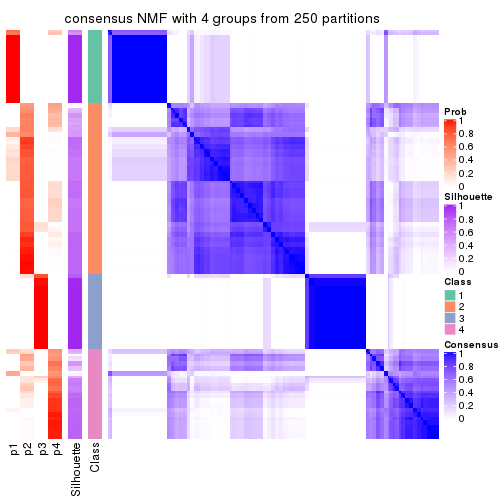 consensus NMF with 4 groups from 250 partitions
Prob
1
0.8
0.6
0.4
0.2
0
Silhouette
1
0.8
0.6
0.4
0.2
0
Class
1
2
3
4
Consensus
1
0.8
0.6
0.4
0.2
0
p1
p2
p3
p4
Silhouette
Class